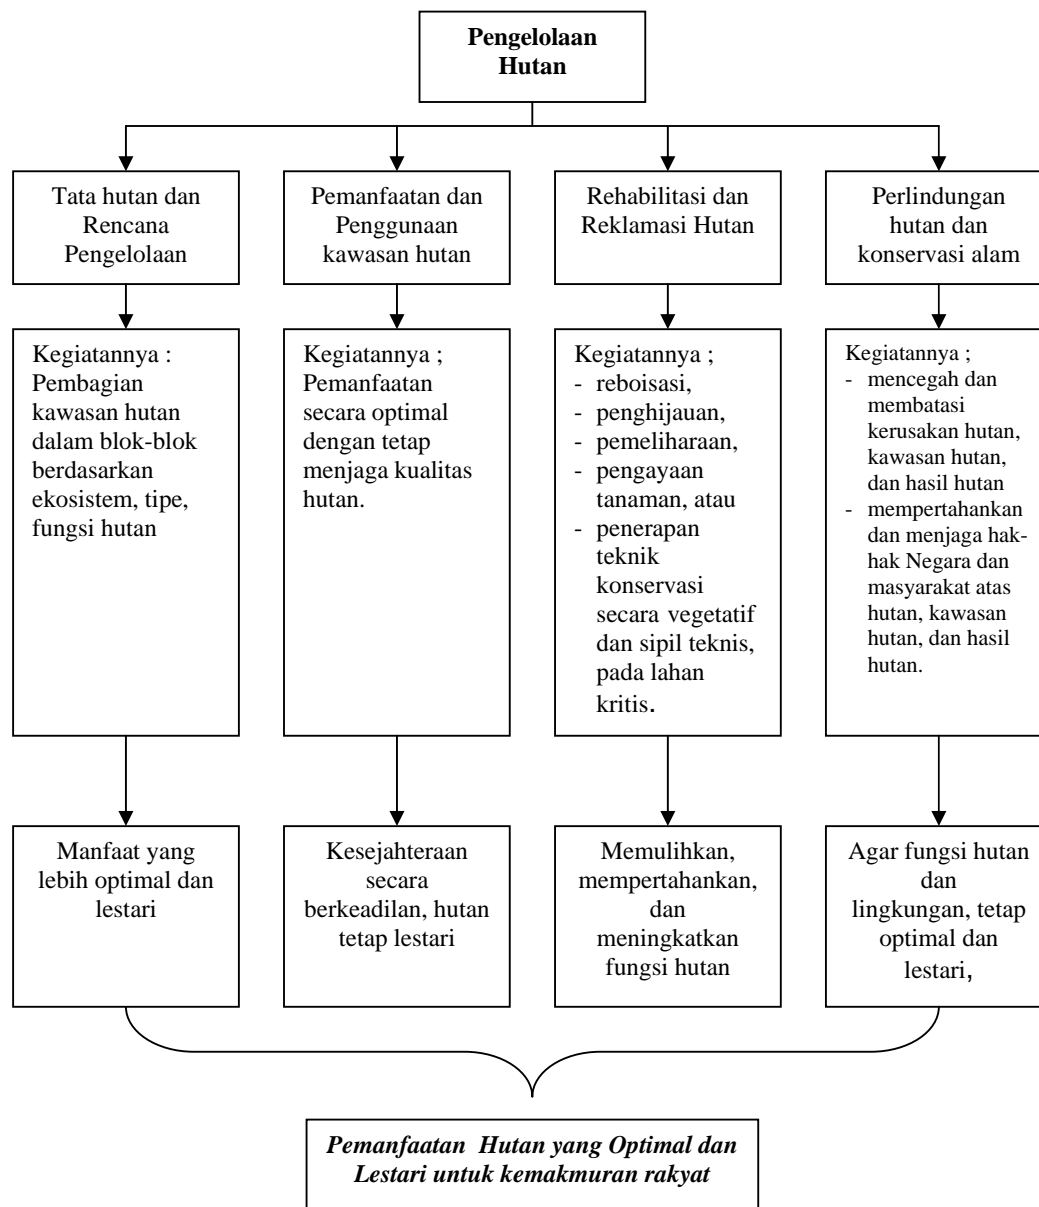 Pengelolaan
Hutan
Tata hutan dan
Rencana
Pengelolaan
Pemanfaatan dan
Penggunaan
kawasan hutan
Rehabilitasi dan
Reklamasi Hutan
Perlindungan
hutan dan
konservasi alam
Kegiatannya :
Pembagian
kawasan hutan
dalam blok-blok
berdasarkan
ekosistem, tipe,
fungsi hutan
Kegiatannya ;
Pemanfaatan
secara optimal
dengan tetap
menjaga kualitas
hutan.
Kegiatannya ;
- reboisasi,
- penghijauan,
- pemeliharaan,
- pengayaan
tanaman, atau
- penerapan
teknik
konservasi
secara vegetatif
dan sipil teknis,
pada lahan
kritis.
Kegiatannya ;
- mencegah dan
membatasi
kerusakan hutan,
kawasan hutan,
dan hasil hutan
- mempertahankan
dan menjaga hak-
hak Negara dan
masyarakat atas
hutan, kawasan
hutan, dan hasil
hutan.
Manfaat yang
lebih optimal dan
lestari
Kesejahteraan
secara
berkeadilan, hutan
tetap lestari
Memulihkan,
mempertahankan,
dan
meningkatkan
fungsi hutan
Agar fungsi hutan
dan
lingkungan, tetap
optimal dan
lestari,
Pemanfaatan Hutan yang Optimal dan
Lestari untuk kemakmuran rakyat